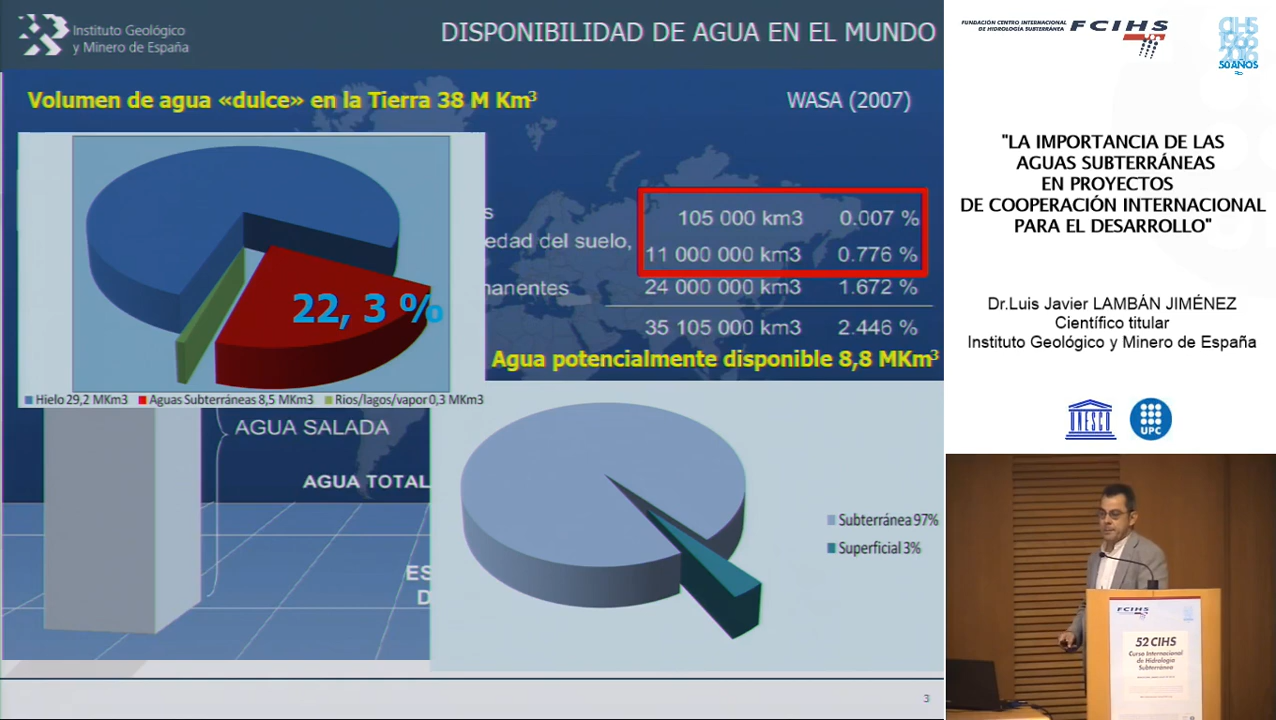 Instituto Geológico
y Minero de España
DISPONIBILIDAD DE AGUA EN EL MUNDO
Volumen de agua «dulce» en la Tierra 38 M Km³
WASA (2007)
s
105 000 km3 0.007 %
edad del suelo,
11 000 000 km3 0.776 %
manentes
24 000 000 km3 1.672 %
35 105 000 km3 2.446 %
22, 3 %
Agua potencialmente disponible 8,8 MKm³
Hielo 29,2 MKm3 Aguas Subterráneas 8,5 MKm3 Rios/lagos/vapor 0,3 MKm3
AGUA SALADA
AGUA TOTAL
ES
D
Subterránea 97%
Superficial 3%
3
FUNDACIÓN CENTRO INTERNACIONAL
DE HIDROLOGÍA SUBTERRÁNEA
FCIHS
CIHS
1966
2016
50 AÑOS
"LA IMPORTANCIA DE LAS
AGUAS SUBTERRÁNEAS
EN PROYECTOS
DE COOPERACIÓN INTERNACIONAL
PARA EL DESARROLLO"
Dr.Luis Javier LAMBÁN JIMÉNEZ
Científico titular
Instituto Geológico y Minero de España
UNESCO
UPC
FCIHS
52 CIHS
Curso Internacional
de Hidrología
Subterránea